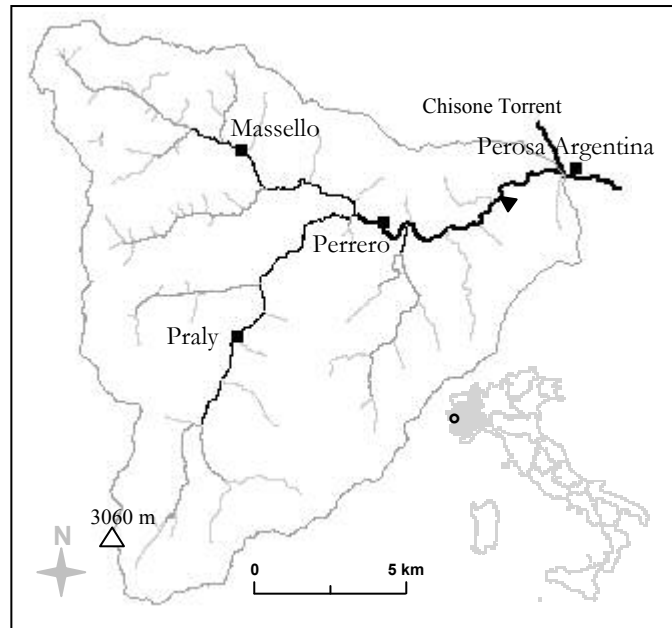 Chisone Torrent
Massello
Perosa Argentina
Perrero
Praly
3060 m
N
0 5 km